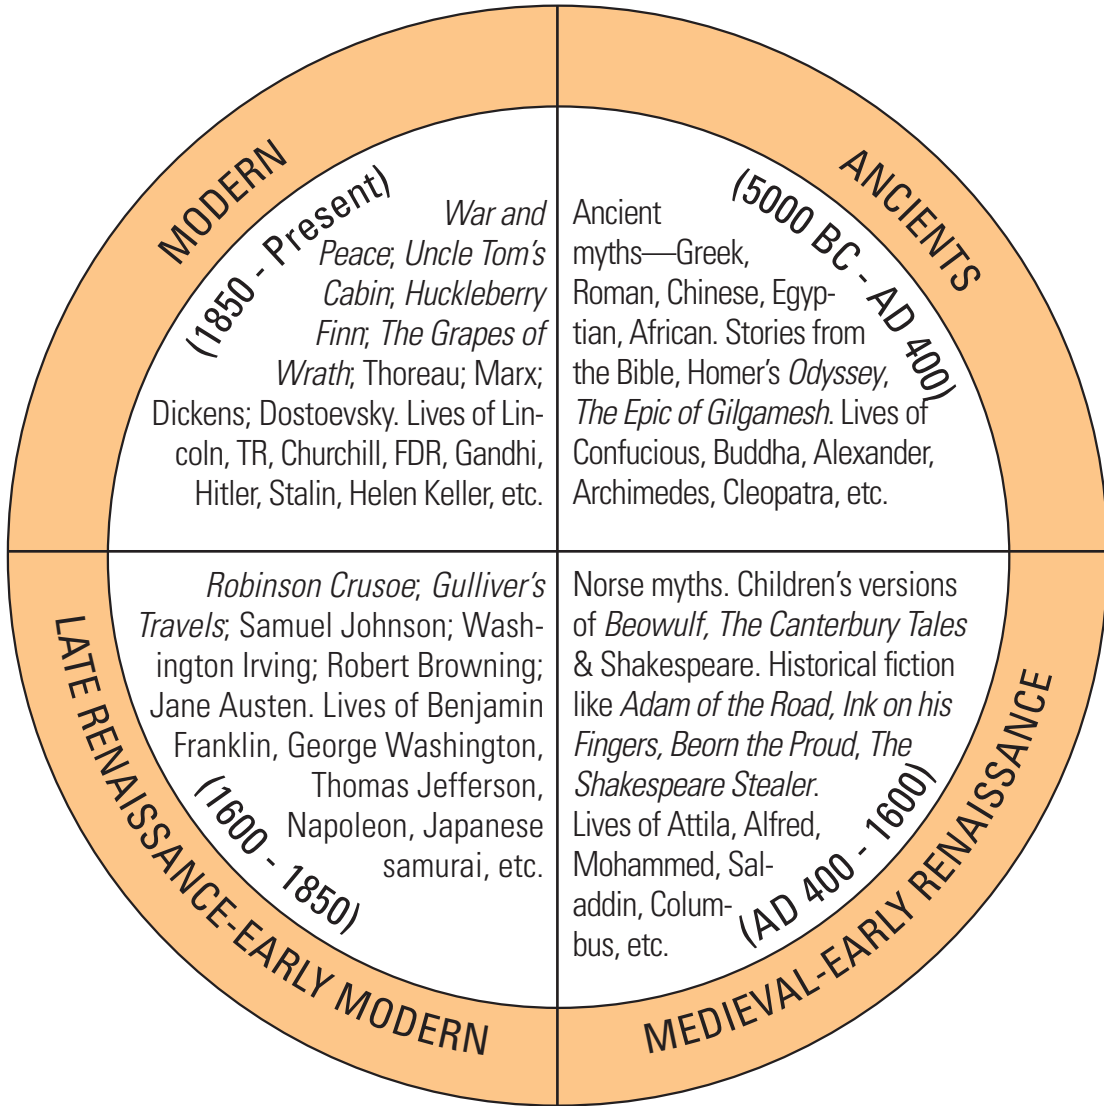 MODERN
(1850 - Present)
War and
Peace; Uncle Tom’s
Cabin; Huckleberry
Finn; The Grapes of
Wrath; Thoreau; Marx;
Dickens; Dostoevsky. Lives of Lin-
coln, TR, Churchill, FDR, Gandhi,
Hitler, Stalin, Helen Keller, etc.
ANCIENTS
(5000 BC - AD 400)
Ancient
myths—Greek,
Roman, Chinese, Egyp-
tian, African. Stories from
the Bible, Homer’s Odyssey,
The Epic of Gilgamesh. Lives of
Confucious, Buddha, Alexander,
Archimedes, Cleopatra, etc.
LATE RENAISSANCE-EARLY MODERN
(1600 - 1850)
Robinson Crusoe; Gulliver’s
Travels; Samuel Johnson; Wash-
ington Irving; Robert Browning;
Jane Austen. Lives of Benjamin
Franklin, George Washington,
Thomas Jefferson,
Napoleon, Japanese
samurai, etc.
MEDIEVAL-EARLY RENAISSANCE
(AD 400 - 1600)
Norse myths. Children’s versions
of Beowulf, The Canterbury Tales
& Shakespeare. Historical fiction
like Adam of the Road, Ink on his
Fingers, Beorn the Proud, The
Shakespeare Stealer.
Lives of Attila, Alfred,
Mohammed, Sal-
addin, Colum-
bus, etc.